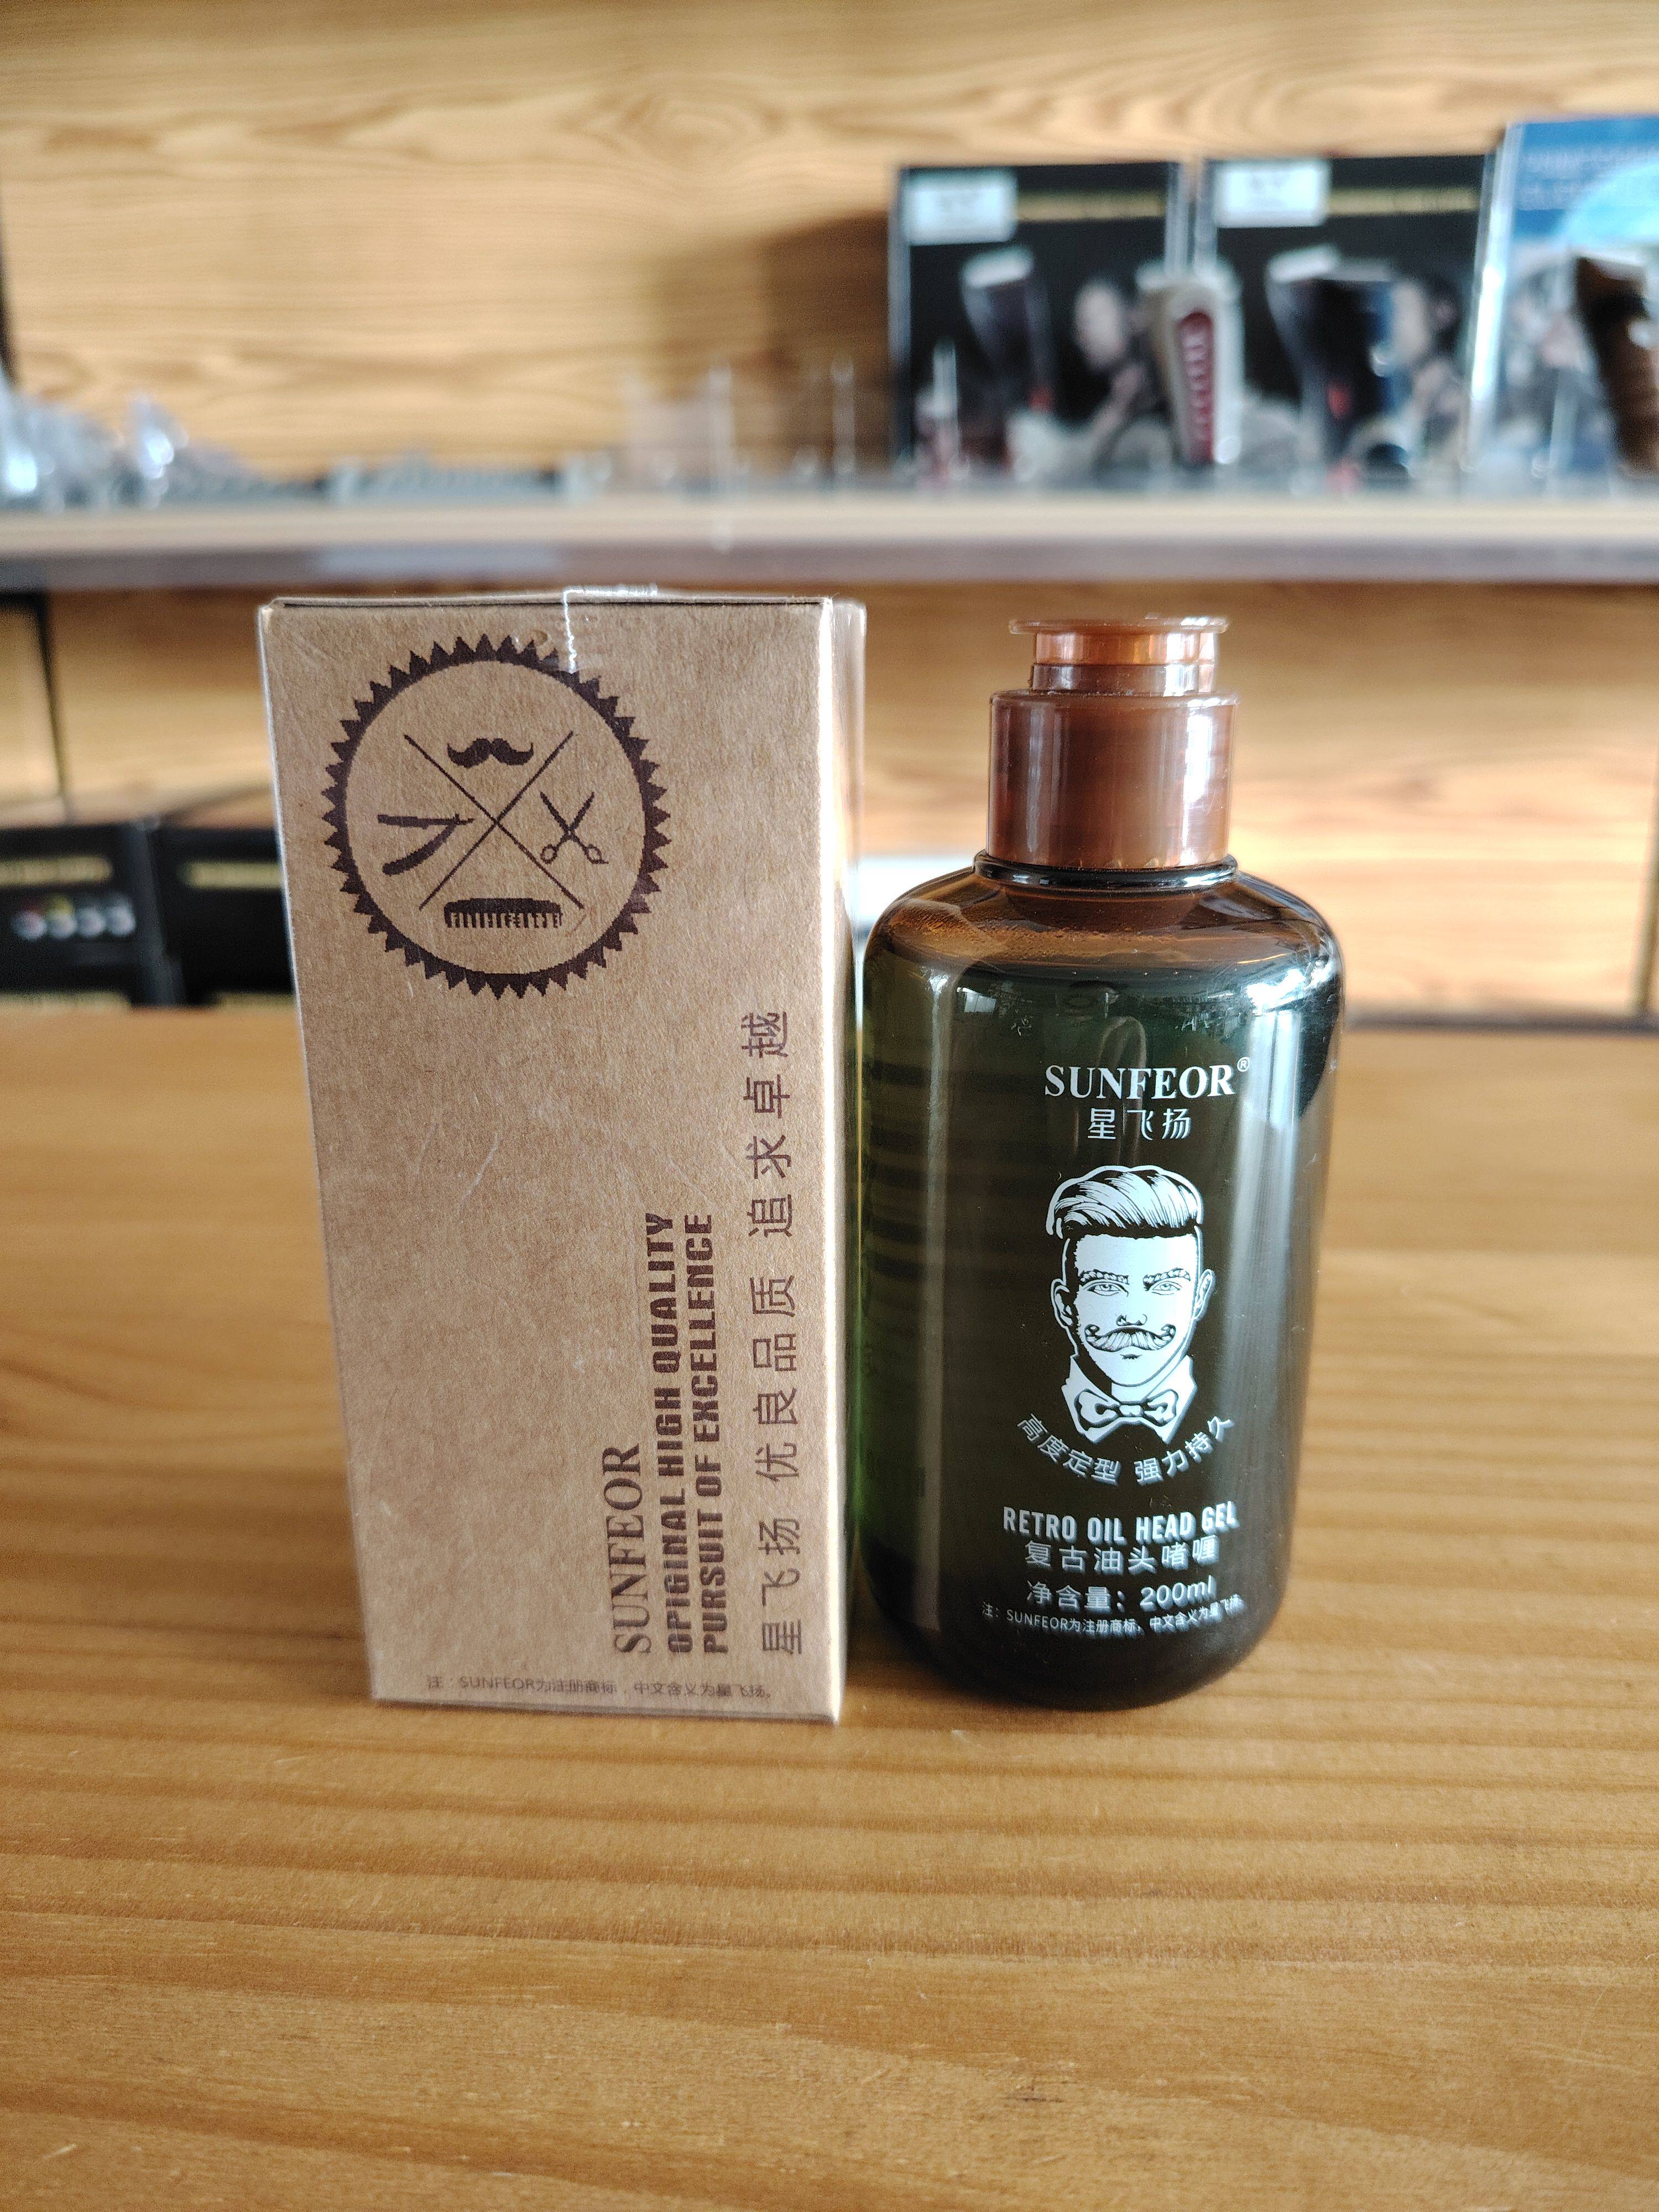 SUNFEOR
OPIGINAL HIGH QUALITY
PURSUIT OF EXCELLENCE
星飞扬 优良品质 追求卓越
注：SUNFEOR为注册商标，中文含义为星飞扬。
SUNFEOR®
星飞扬
高度定型 强力持久
RETRO OIL HEAD GEL
复古油头啫喱
净含量：200ml
注：SUNFEOR为注册商标，中文含义为星飞扬.